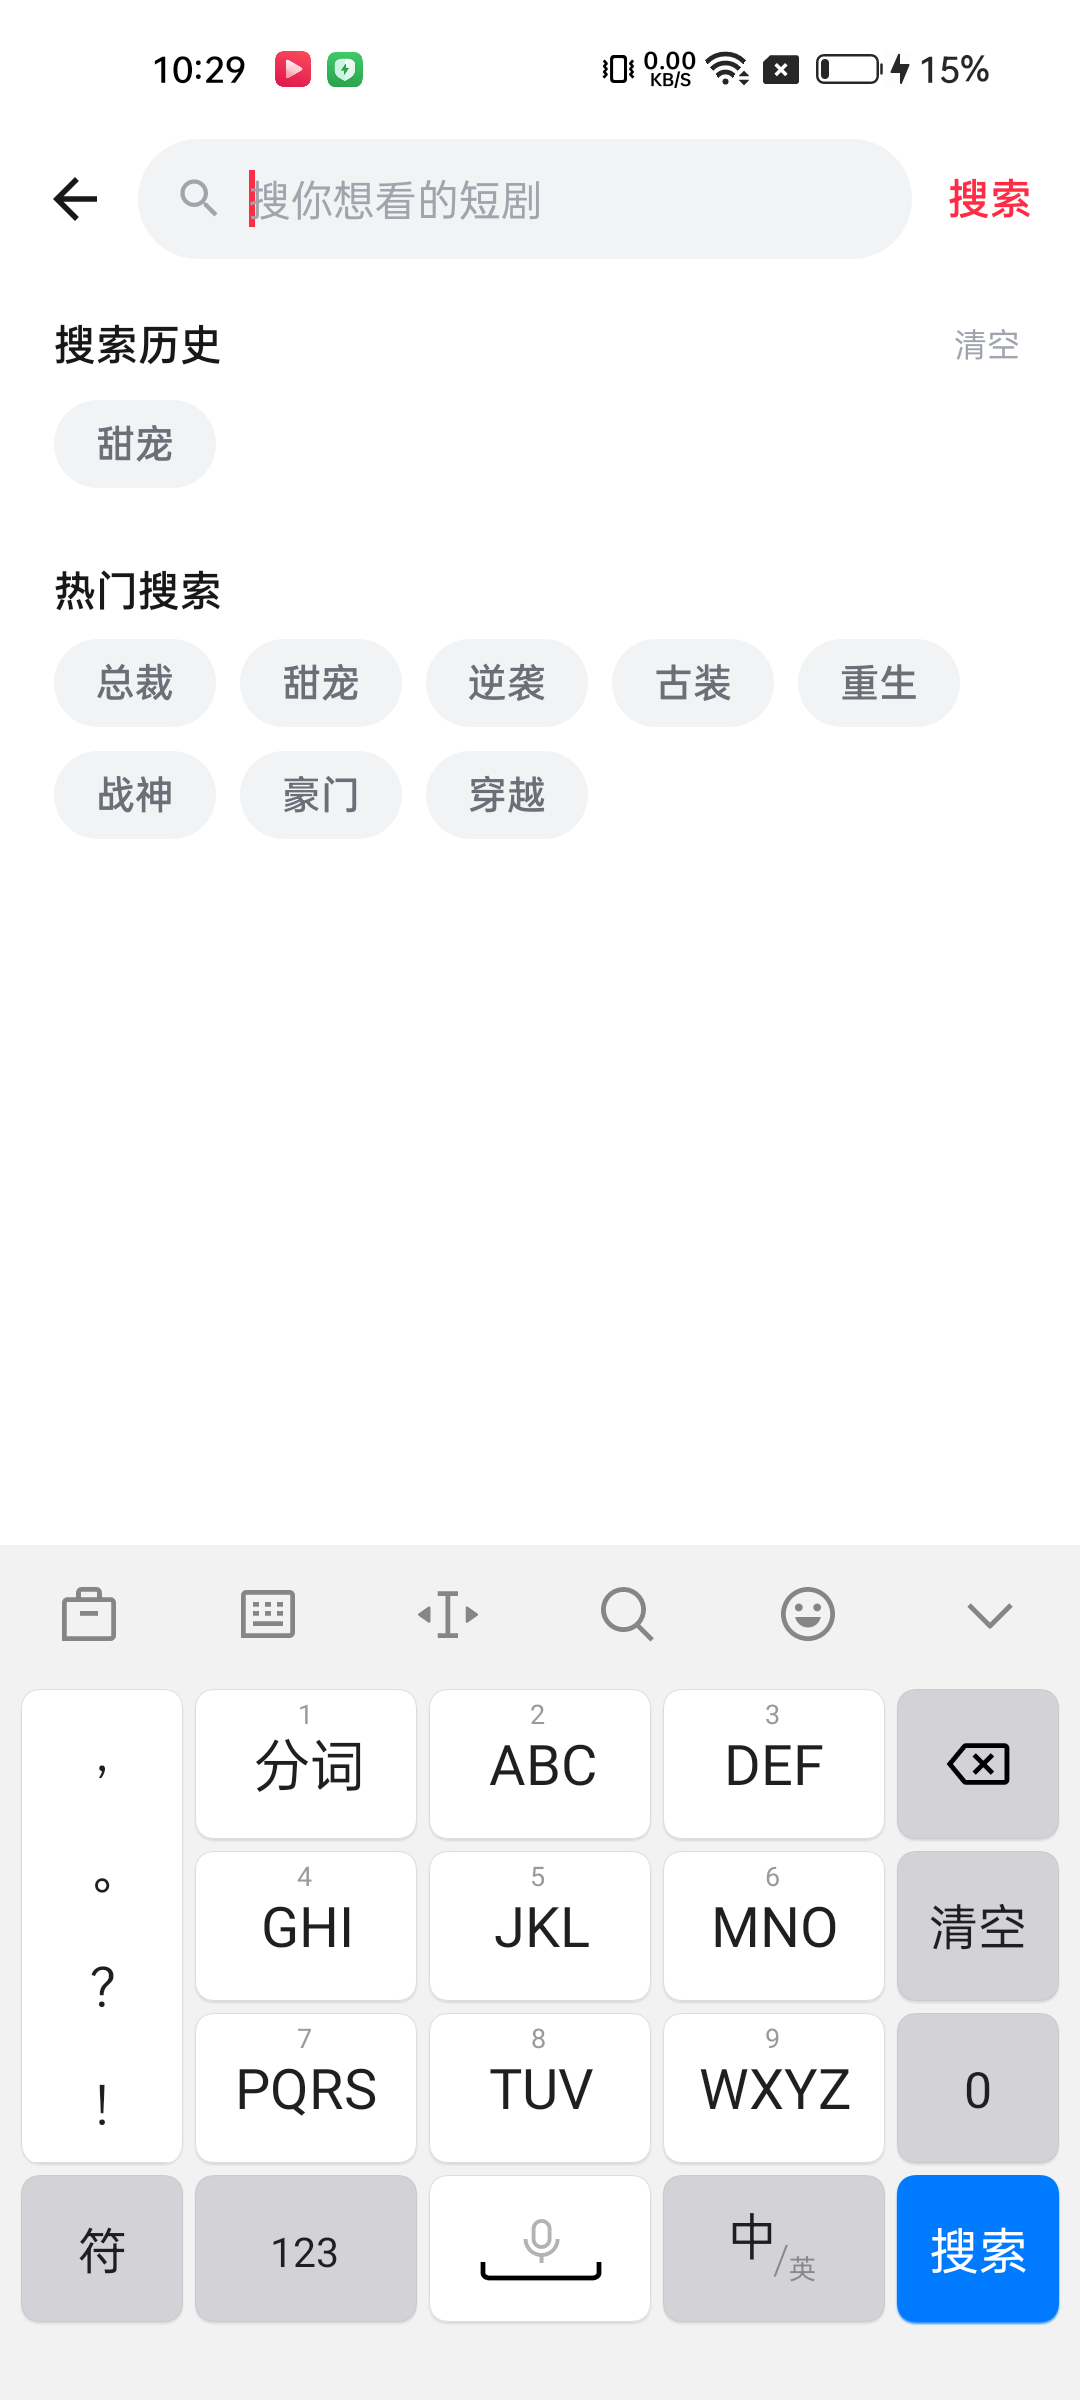 10:29 0.00 KB/S 15%
搜你想看的短剧 搜索
搜索历史 清空
甜宠
热门搜索
总裁 甜宠 逆袭 古装 重生
战神 豪门 穿越
， 1 分词 2 ABC 3 DEF
。 4 GHI 5 JKL 6 MNO 清空
？ 7 PQRS 8 TUV 9 WXYZ 0
！
符 123 中/英 搜索